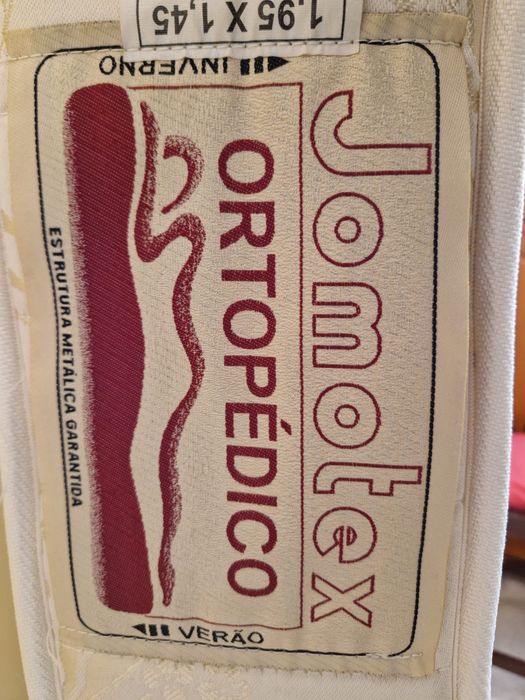 1,95 X 1,45
INVERNO
Jomotex
ORTOPÉDICO
ESTRUTURA METÁLICA GARANTIDA
VERÃO